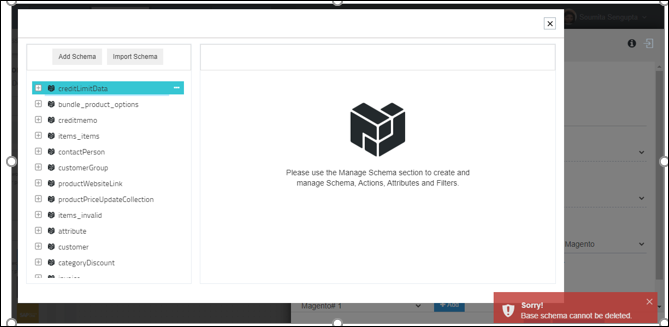 Add Schema
Import Schema
creditLimitData
bundle_product_options
creditmemo
items_items
contactPerson
customerGroup
productWebsiteLink
productPriceUpdateCollection
items_invalid
attribute
customer
categoryDiscount
Please use the Manage Schema section to create and
manage Schema, Actions, Attributes and Filters.
Magento
Magento# 1
+ Add
Sorry!
Base schema cannot be deleted.